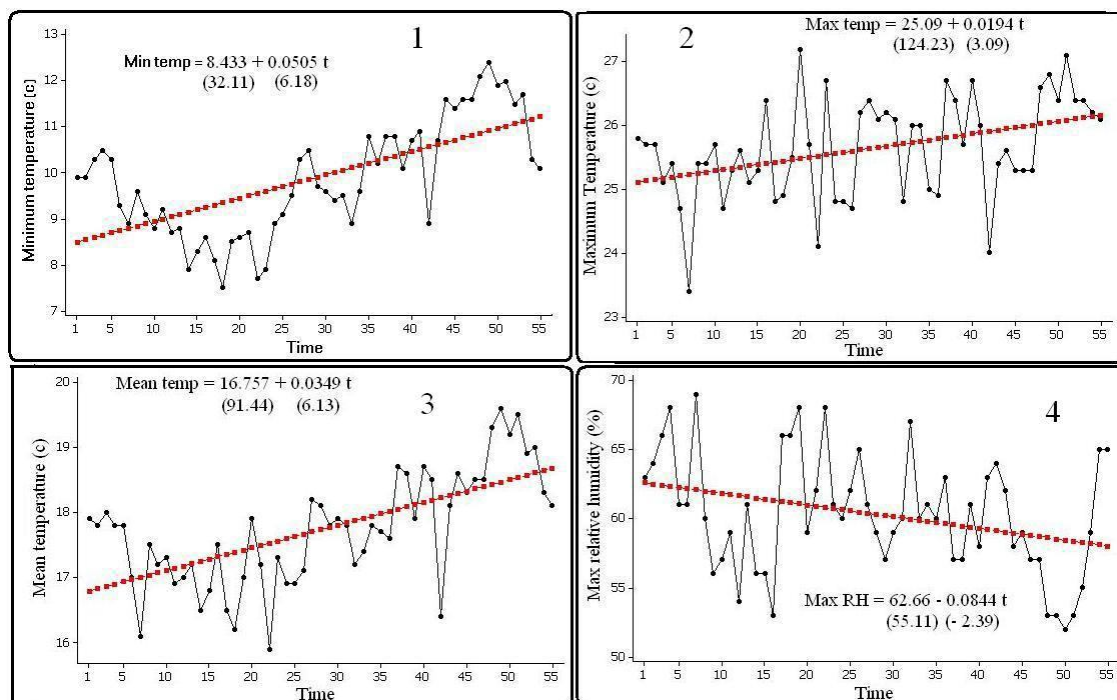 1
Min temp = 8.433 + 0.0505 t
(32.11) (6.18)
Minimum temperature [c]
13
12
11
10
9
8
7
1 5 10 15 20 25 30 35 40 45 50 55
Time
2
Max temp = 25.09 + 0.0194 t
(124.23) (3.09)
Maximum Temperature (c)
27
26
25
24
23
1 5 10 15 20 25 30 35 40 45 50 55
Time
3
Mean temp = 16.757 + 0.0349 t
(91.44) (6.13)
Mean temperature (c)
20
19
18
17
16
1 5 10 15 20 25 30 35 40 45 50 55
Time
4
Max relative humidity (%)
70
65
60
55
50
Max RH = 62.66 - 0.0844 t
(55.11) (- 2.39)
1 5 10 15 20 25 30 35 40 45 50 55
Time